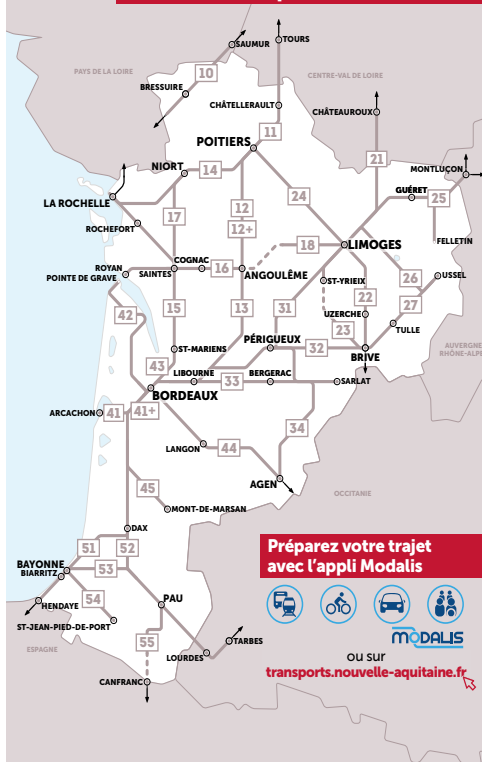 SAUMUR
TOURS
PAYS DE LA LOIRE
10
CENTRE-VAL DE LOIRE
BRESSUIRE
CHÂTELLERAULT
CHÂTEAUROUX
11
POITIERS
21
NIORT
14
MONTLUÇON
GUÉRET
25
LA ROCHELLE
24
17
12
12+
ROCHEFORT
18
LIMOGES
FELLETIN
ROYAN
POINTE DE GRAVE
SAINTES
COGNAC
16
ANGOULÊME
ST-YRIEIX
26
USSEL
22
27
42
15
13
31
UZERCHE
23
TULLE
ST-MARIENS
PÉRIGUEUX
32
BRIVE
AUVERGNE
RHÔNE-ALPE
43
LIBOURNE
33
BERGERAC
SARLAT
BORDEAUX
ARCACHON
41
41+
34
LANGON
44
AGEN
45
OCCITANIE
MONT-DE-MARSAN
DAX
51
52
BAYONNE
BIARRITZ
53
54
HENDAYE
PAU
ST-JEAN-PIED-DE-PORT
55
TARBES
ESPAGNE
LOURDES
CANFRANC
Préparez votre trajet
avec l'appli Modalis
MODALIS
ou sur
transports.nouvelle-aquitaine.fr